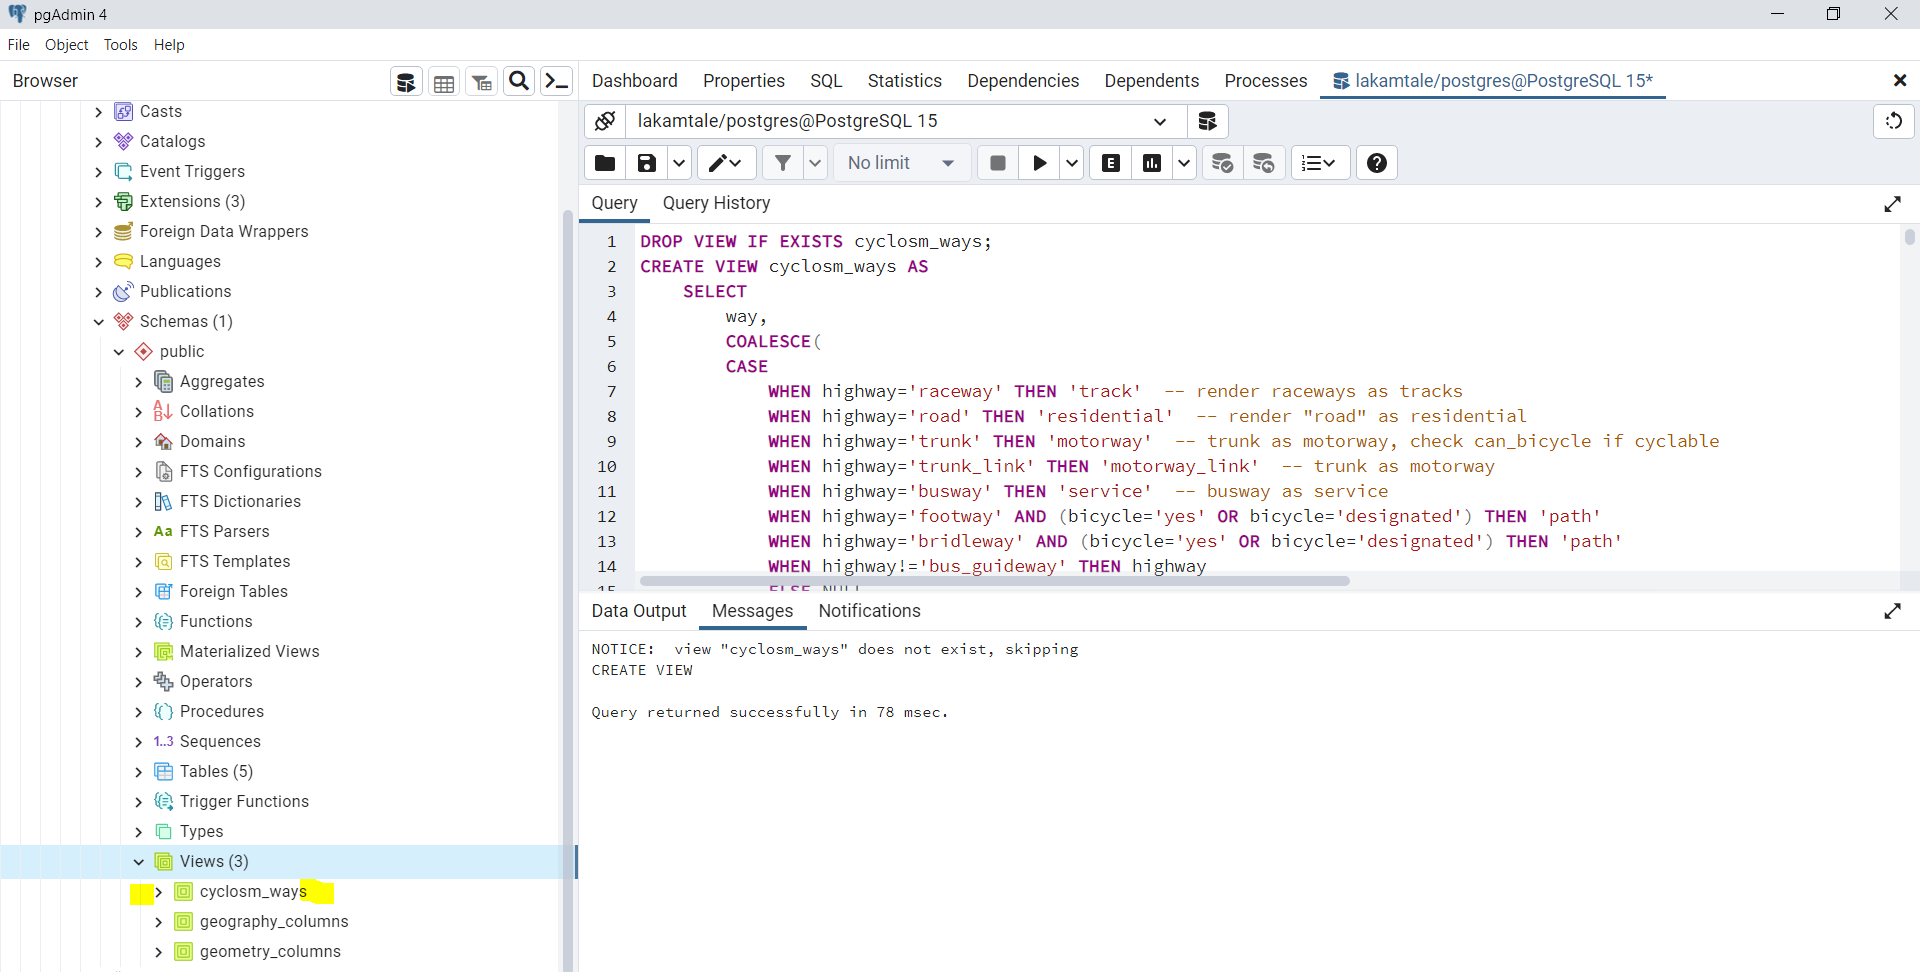 pgAdmin 4
File Object Tools Help
Browser
Dashboard Properties SQL Statistics Dependencies Dependents Processes lakamtale/postgres@PostgreSQL 15*
Casts
Catalogs
Event Triggers
Extensions (3)
Foreign Data Wrappers
Languages
Publications
Schemas (1)
public
Aggregates
Collations
Domains
FTS Configurations
FTS Dictionaries
Aa FTS Parsers
FTS Templates
Foreign Tables
Functions
Materialized Views
Operators
Procedures
1..3 Sequences
Tables (5)
Trigger Functions
Types
Views (3)
cyclosm_ways
geography_columns
geometry_columns
lakamtale/postgres@PostgreSQL 15
No limit E
Query Query History
1 DROP VIEW IF EXISTS cyclosm_ways;
2 CREATE VIEW cyclosm_ways AS
3 SELECT
4 way,
5 COALESCE(
6 CASE
7 WHEN highway='raceway' THEN 'track' -- render raceways as tracks
8 WHEN highway='road' THEN 'residential' -- render "road" as residential
9 WHEN highway='trunk' THEN 'motorway' -- trunk as motorway, check can_bicycle if cyclable
10 WHEN highway='trunk_link' THEN 'motorway_link' -- trunk as motorway
11 WHEN highway='busway' THEN 'service' -- busway as service
12 WHEN highway='footway' AND (bicycle='yes' OR bicycle='designated') THEN 'path'
13 WHEN highway='bridleway' AND (bicycle='yes' OR bicycle='designated') THEN 'path'
14 WHEN highway!='bus_guideway' THEN highway
15 ELSE NULL
Data Output Messages Notifications
NOTICE: view "cyclosm_ways" does not exist, skipping
CREATE VIEW
Query returned successfully in 78 msec.